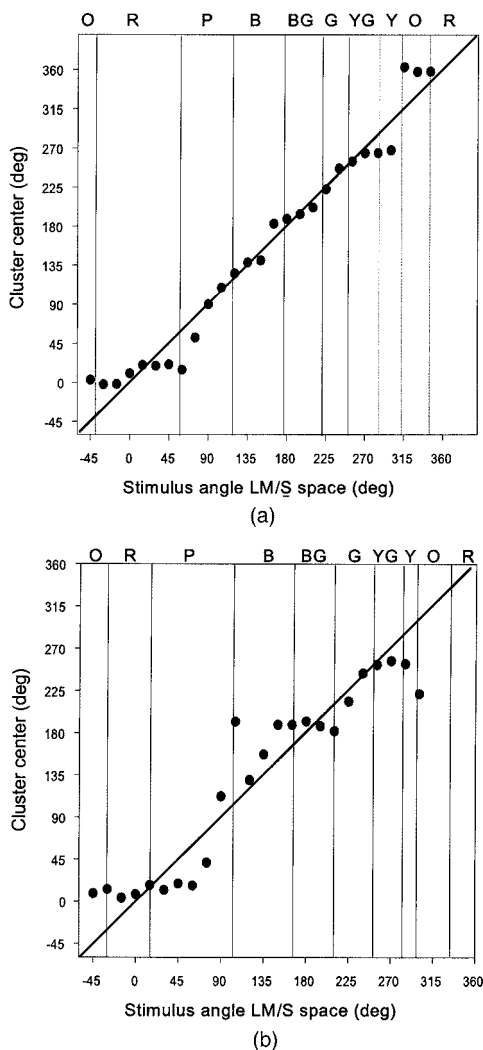 O R P B BG G YG Y O R
360
315
270
225
180
135
90
45
0
-45
Cluster center (deg)
-45 0 45 90 135 180 225 270 315 360
Stimulus angle LM/S space (deg)
(a)
O R P B BG G YG Y O R
360
315
270
225
180
135
90
45
0
-45
Cluster center (deg)
-45 0 45 90 135 180 225 270 315 360
Stimulus angle LM/S space (deg)
(b)